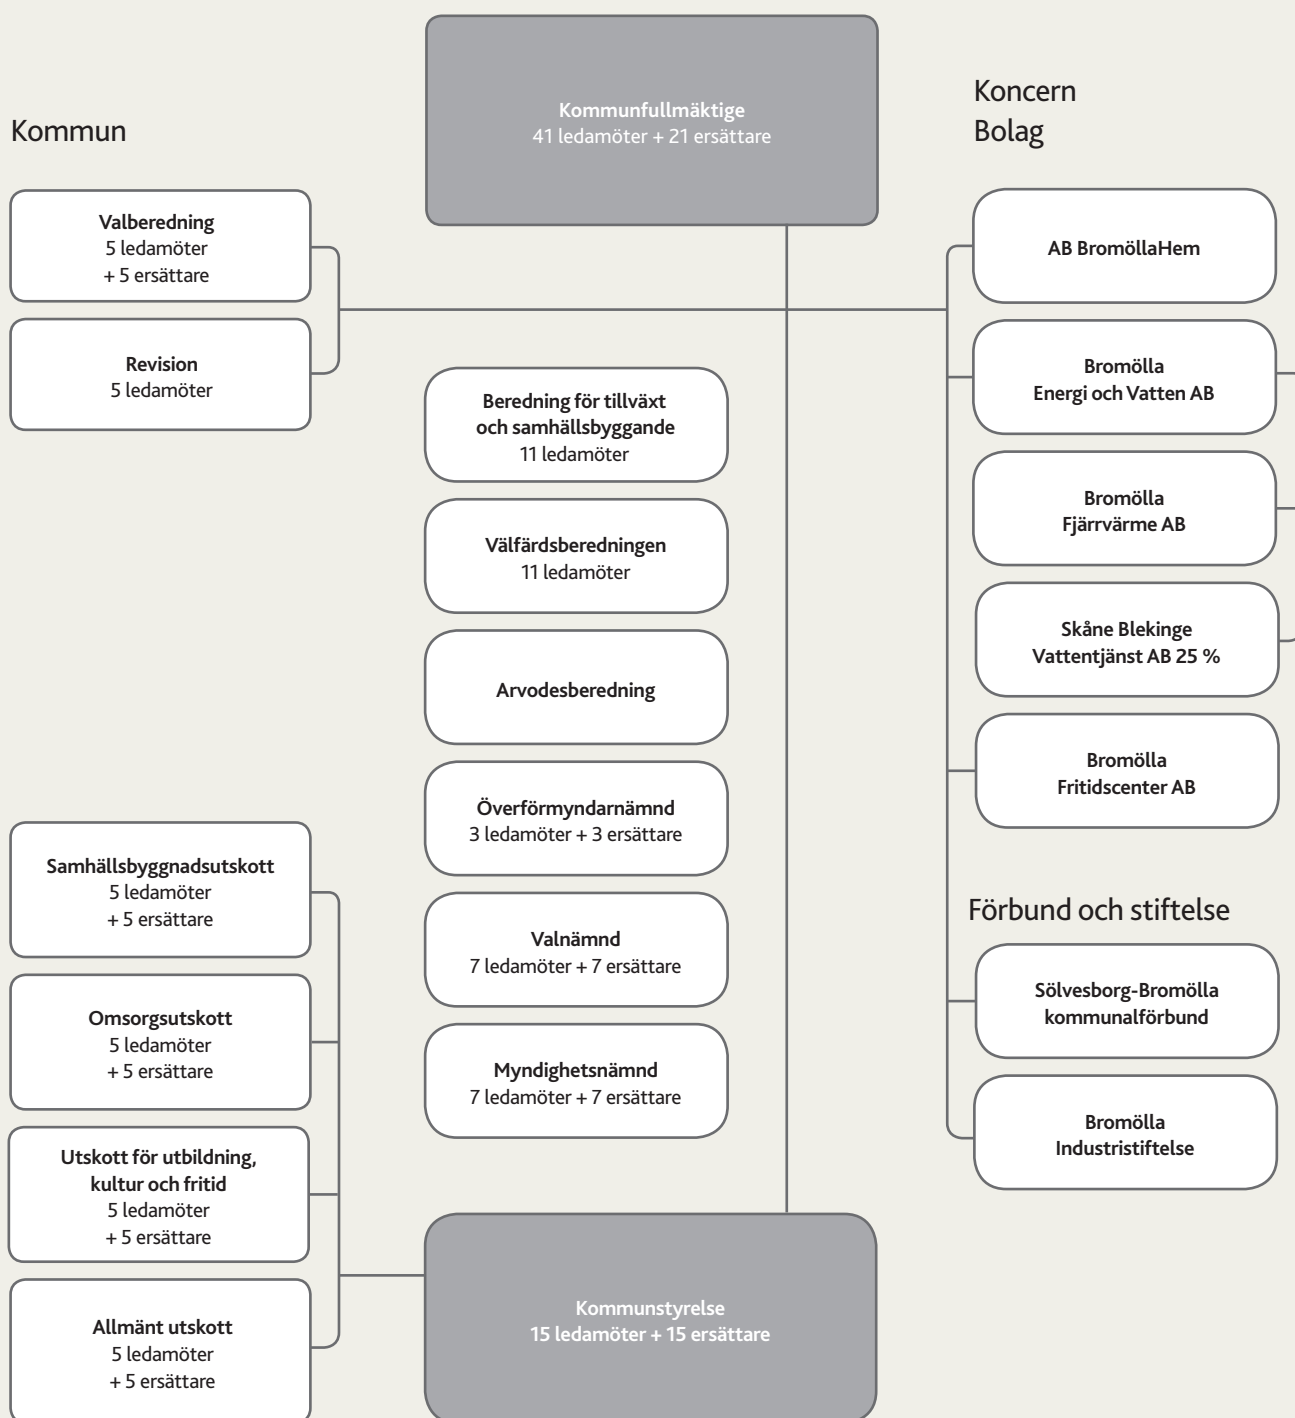 Kommunfullmäktige
41 ledamöter + 21 ersättare
Kommun
Valberedning
5 ledamöter
+ 5 ersättare
Revision
5 ledamöter
Beredning för tillväxt
och samhällsbyggande
11 ledamöter
Välfärdsberedningen
11 ledamöter
Arvodesberedning
Överförmyndarnämnd
3 ledamöter + 3 ersättare
Valnämnd
7 ledamöter + 7 ersättare
Myndighetsnämnd
7 ledamöter + 7 ersättare
Samhällsbyggnadsutskott
5 ledamöter
+ 5 ersättare
Omsorgsutskott
5 ledamöter
+ 5 ersättare
Utskott för utbildning,
kultur och fritid
5 ledamöter
+ 5 ersättare
Allmänt utskott
5 ledamöter
+ 5 ersättare
Kommunstyrelse
15 ledamöter + 15 ersättare
Koncern
Bolag
AB BromöllaHem
Bromölla
Energi och Vatten AB
Bromölla
Fjärrvärme AB
Skåne Blekinge
Vattentjänst AB 25 %
Bromölla
Fritidscenter AB
Förbund och stiftelse
Sölvesborg-Bromölla
kommunalförbund
Bromölla
Industristiftelse